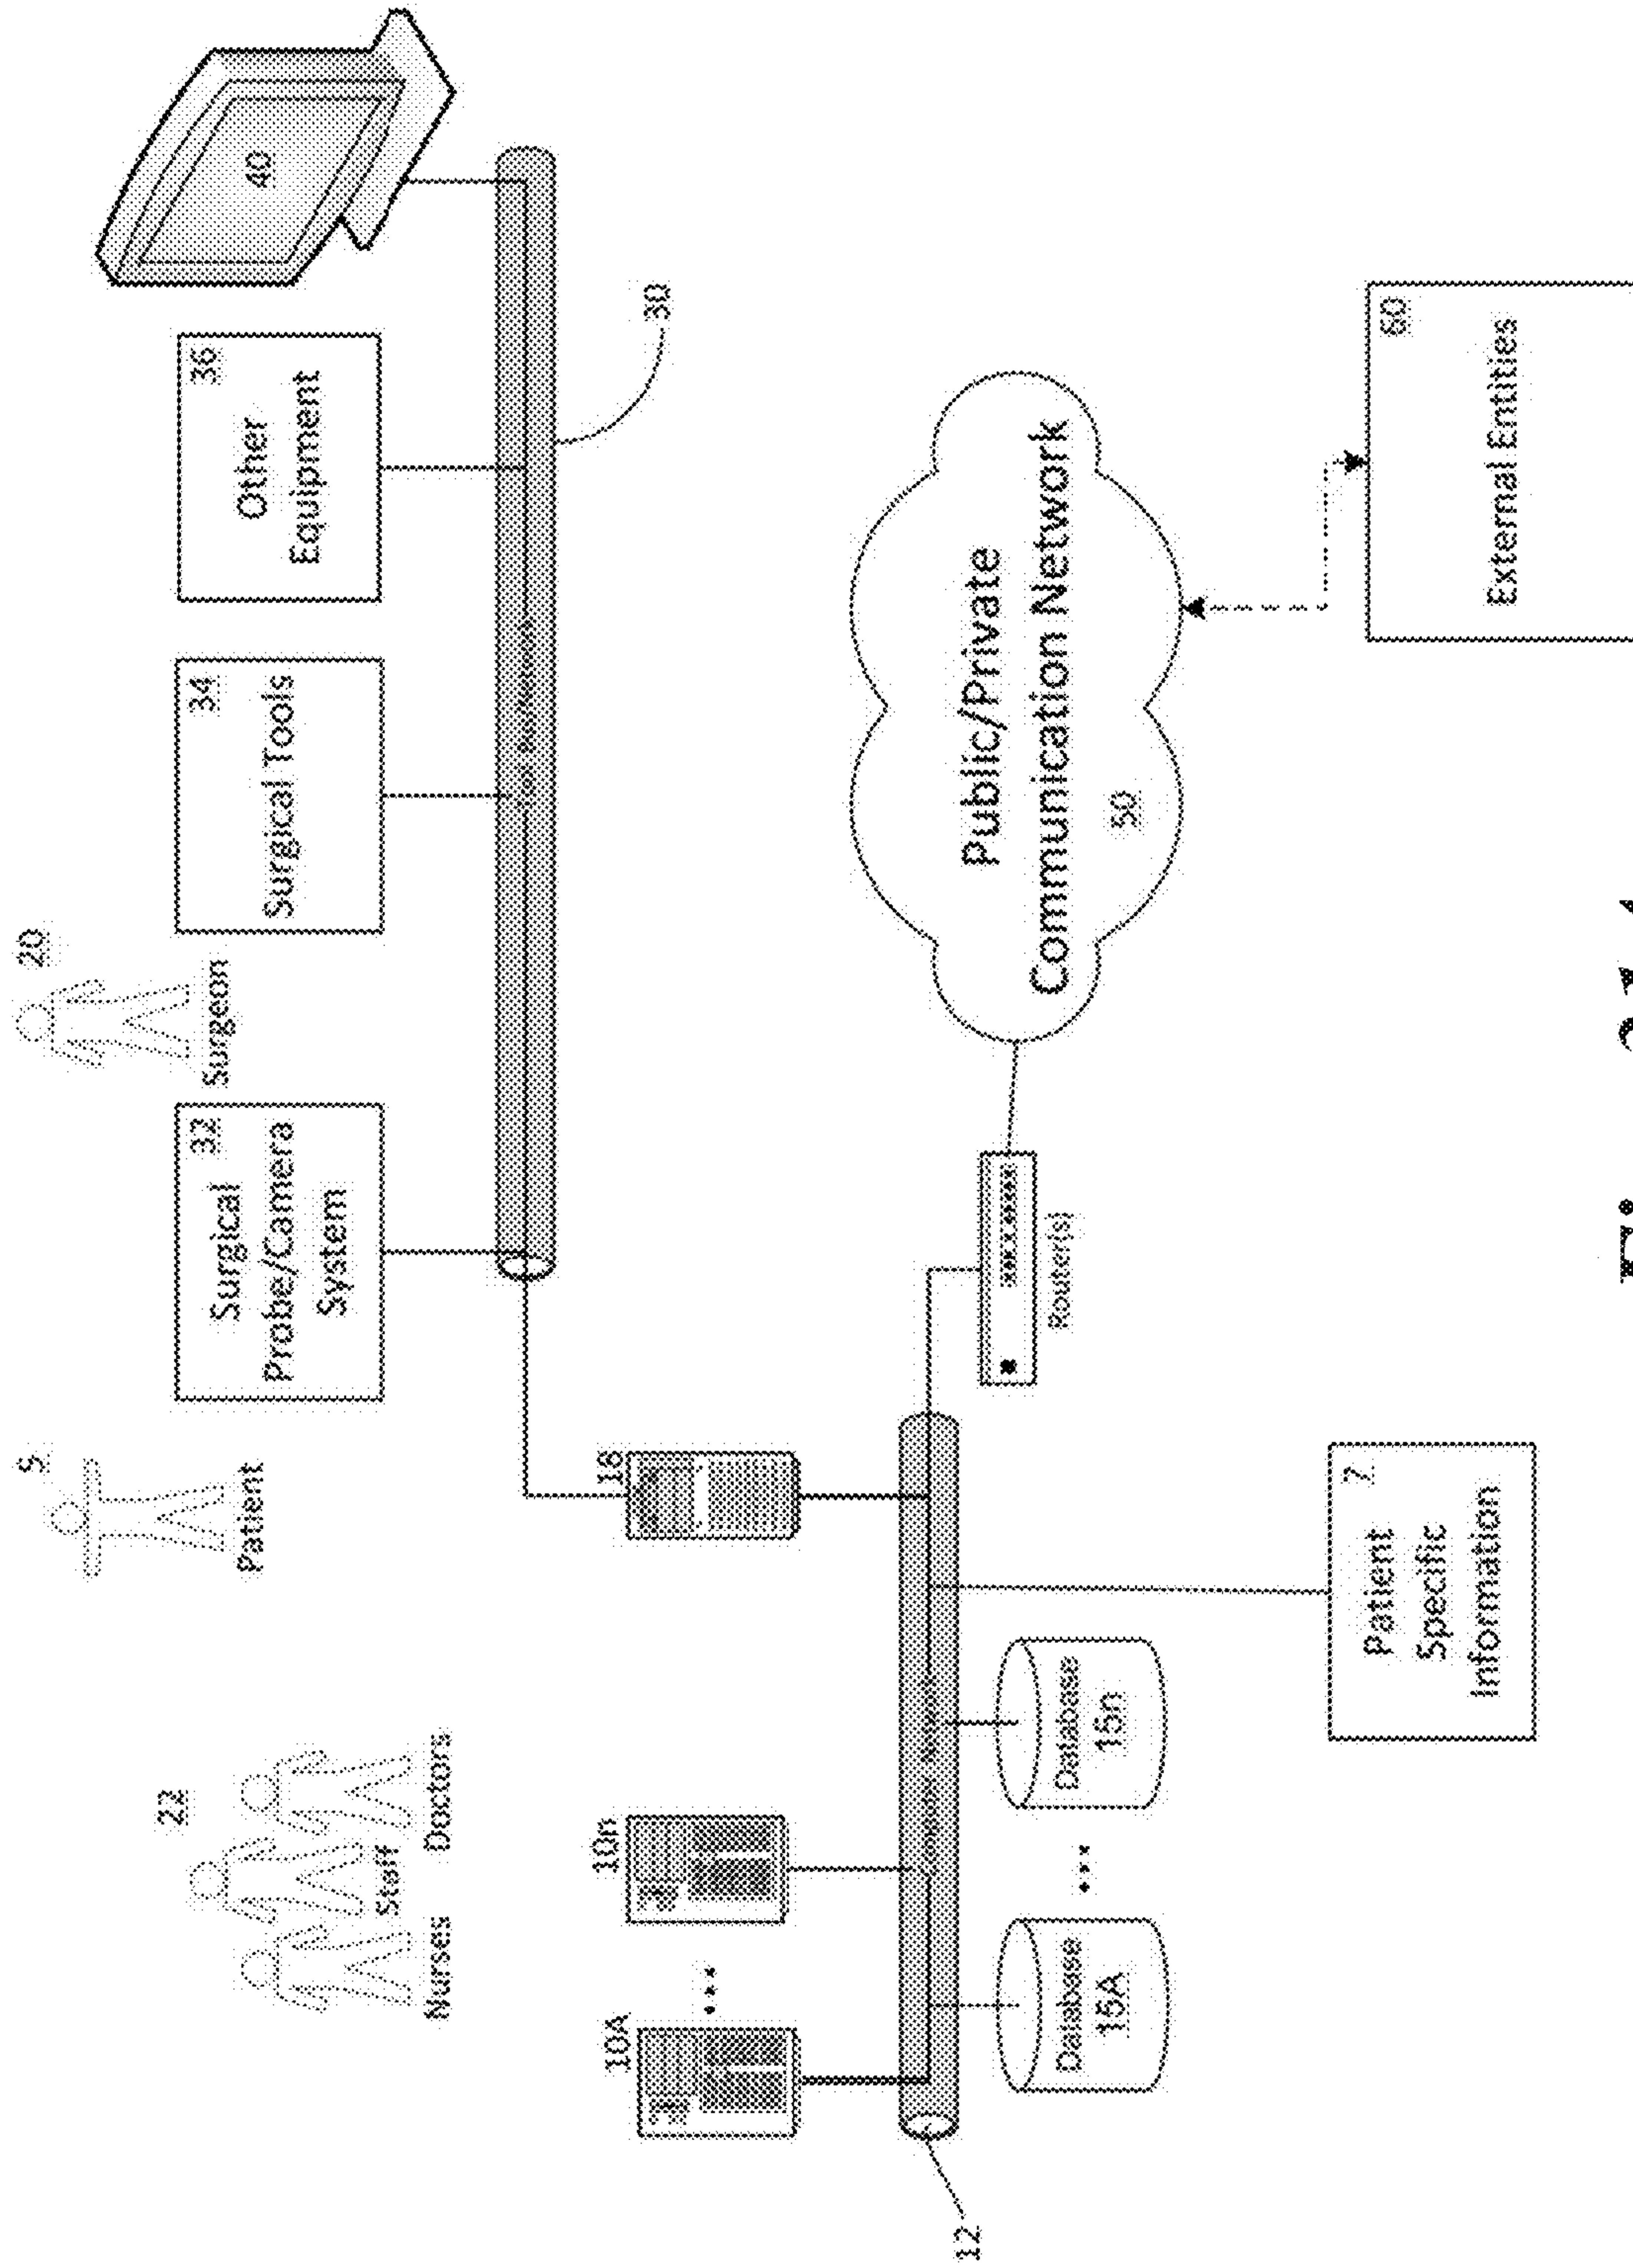 22
Nurses
Staff
Doctors
5
Patient
20
Surgeon
32
Surgical
Probe/Camera
System
34
Surgical Tools
36
Other
Equipment
40
30
10A
...
10n
18
12
Database
15A
...
Database
15n
Router(s)
Public/Private
Communication Network
50
7
Patient
Specific
Information
60
External Entities